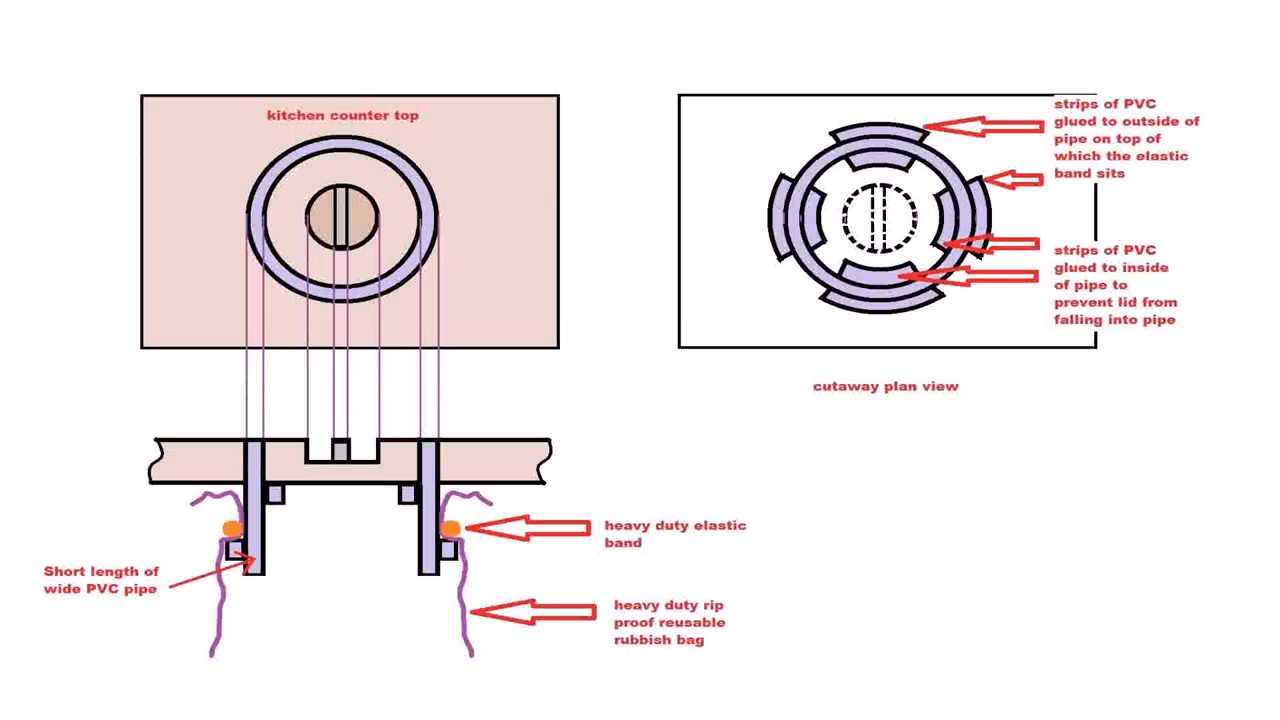 kitchen counter top
strips of PVC
glued to outside of
pipe on top of
which the elastic
band sits
strips of PVC
glued to inside
of pipe to
prevent lid from
falling into pipe
cutaway plan view
heavy duty elastic
band
Short length of
wide PVC pipe
heavy duty rip
proof reusable
rubbish bag